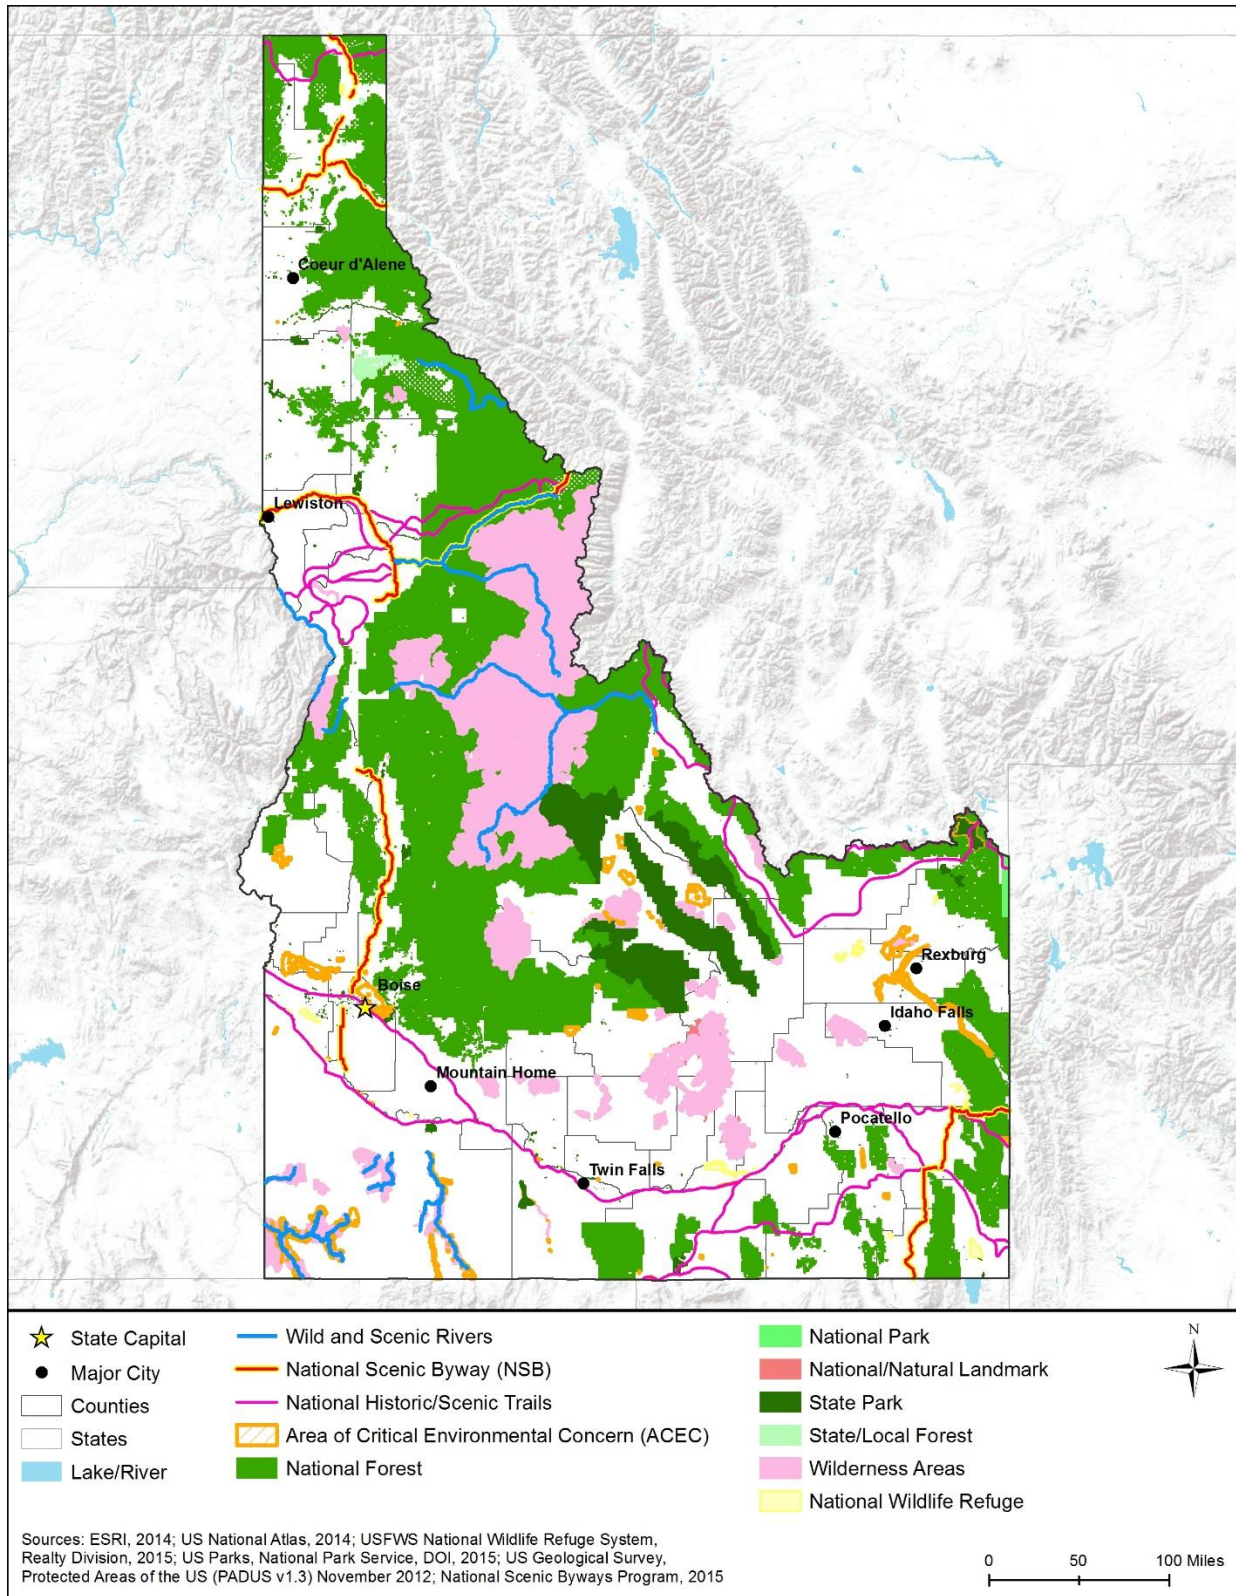 Coeur d'Alene
Lewiston
Boise
Rexburg
Idaho Falls
Mountain Home
Pocatello
Twin Falls
State Capital
Major City
Counties
States
Lake/River
Wild and Scenic Rivers
National Scenic Byway (NSB)
National Historic/Scenic Trails
Area of Critical Environmental Concern (ACEC)
National Forest
National Park
National/Natural Landmark
State Park
State/Local Forest
Wilderness Areas
National Wildlife Refuge
N
Sources: ESRI, 2014; US National Atlas, 2014; USFWS National Wildlife Refuge System,
Realty Division, 2015; US Parks, National Park Service, DOI, 2015; US Geological Survey,
Protected Areas of the US (PADUS v1.3) November 2012; National Scenic Byways Program, 2015
0 50 100 Miles